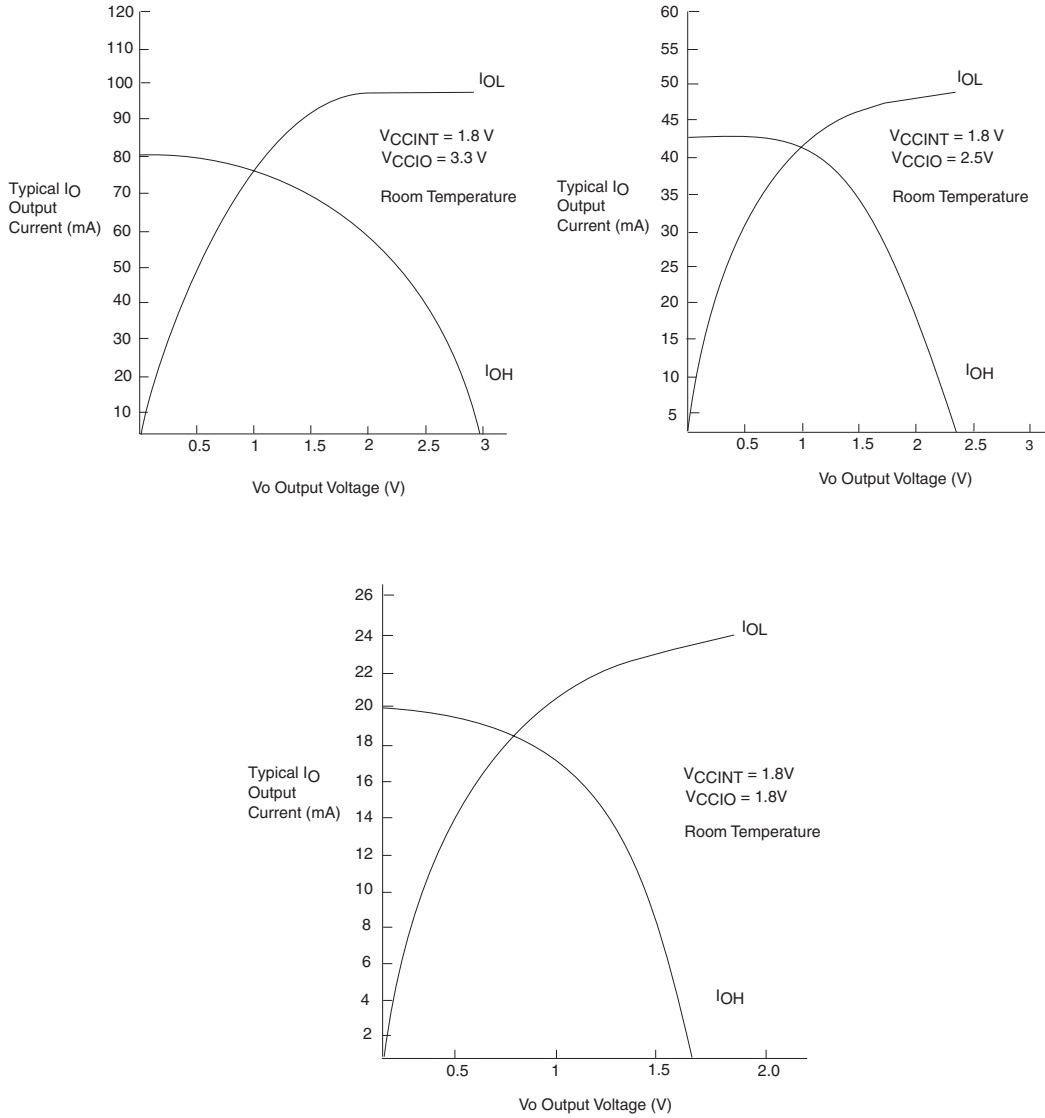 120
110
100
90
80
70
60
50
40
30
20
10
Typical IO
Output
Current (mA)
IOL
VCCINT = 1.8 V
VCCIO = 3.3 V
Room Temperature
IOH
0.5 1 1.5 2 2.5 3
Vo Output Voltage (V)
60
55
50
45
40
35
30
25
20
15
10
5
Typical IO
Output
Current (mA)
IOL
VCCINT = 1.8 V
VCCIO = 2.5V
Room Temperature
IOH
0.5 1.0 1.5 2.0 2.5 3
Vo Output Voltage (V)
26
24
22
20
18
16
14
12
10
8
6
4
2
Typical IO
Output
Current (mA)
IOL
VCCINT = 1.8V
VCCIO = 1.8V
Room Temperature
IOH
0.5 1 1.5 2.0
Vo Output Voltage (V)